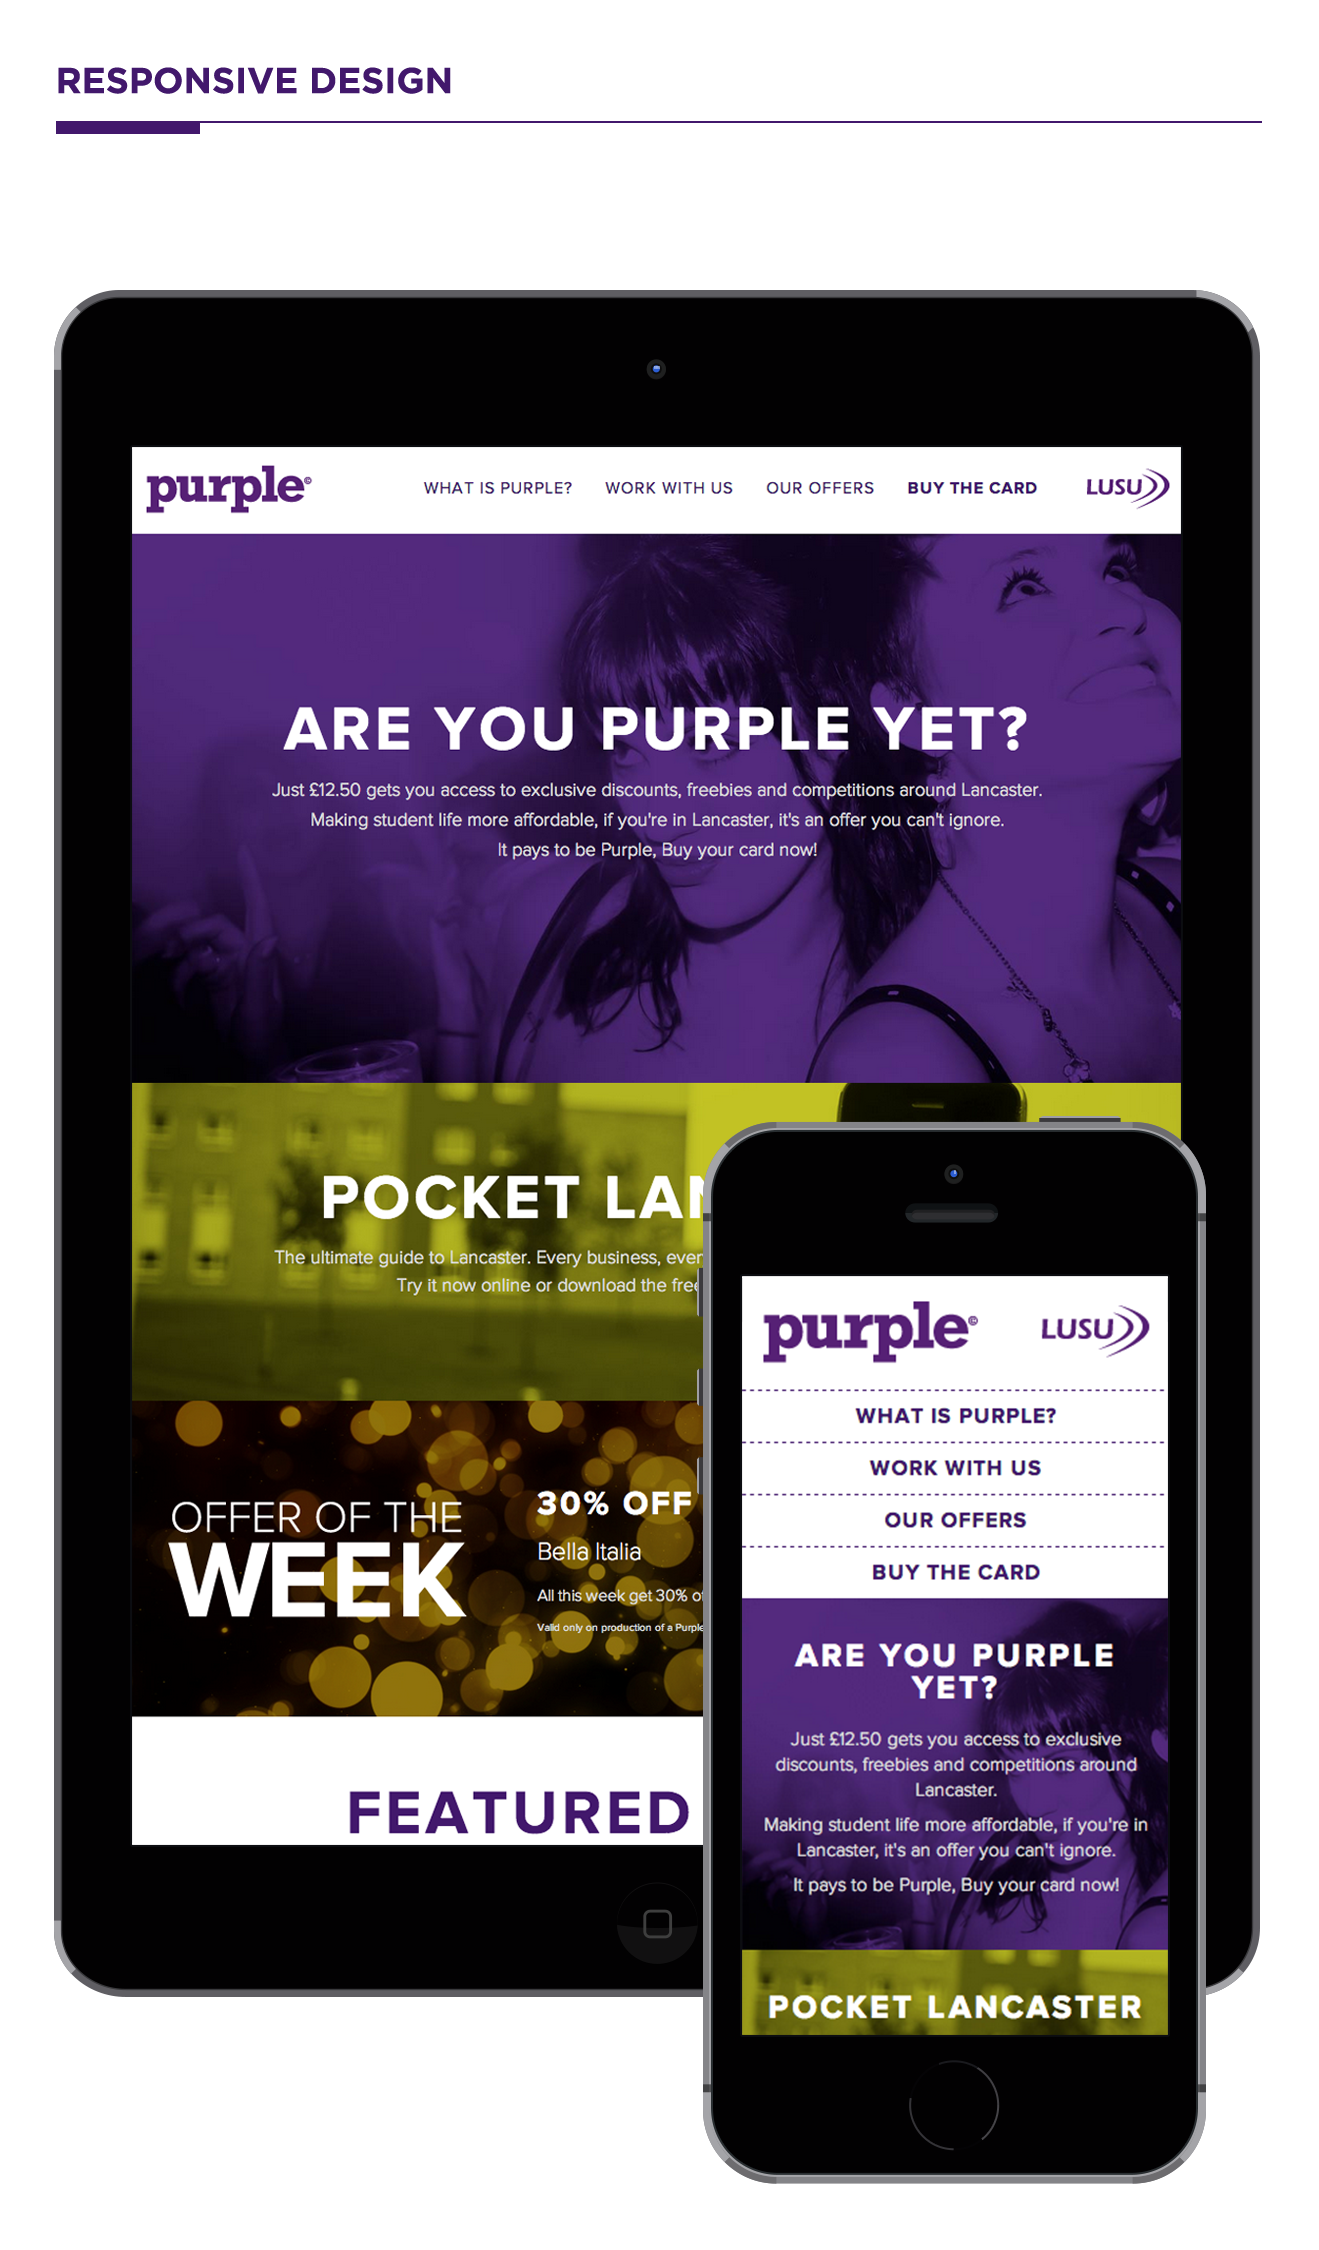 RESPONSIVE DESIGN
purple©
WHAT IS PURPLE? WORK WITH US OUR OFFERS BUY THE CARD LUSU
ARE YOU PURPLE YET?
Just £12.50 gets you access to exclusive discounts, freebies and competitions around Lancaster.
Making student life more affordable, if you're in Lancaster, it's an offer you can't ignore.
It pays to be Purple, Buy your card now!
POCKET LAN
The ultimate guide to Lancaster. Every business, ever
Try it now online or download the free
OFFER OF THE
WEEK
30% OFF
Bella Italia
All this week get 30% o
Valid only on production of a Purple
FEATURED
purple© LUSU
WHAT IS PURPLE?
WORK WITH US
OUR OFFERS
BUY THE CARD
ARE YOU PURPLE
YET?
Just £12.50 gets you access to exclusive
discounts, freebies and competitions around
Lancaster.
Making student life more affordable, if you're in
Lancaster, it's an offer you can't ignore.
It pays to be Purple, Buy your card now!
POCKET LANCASTER